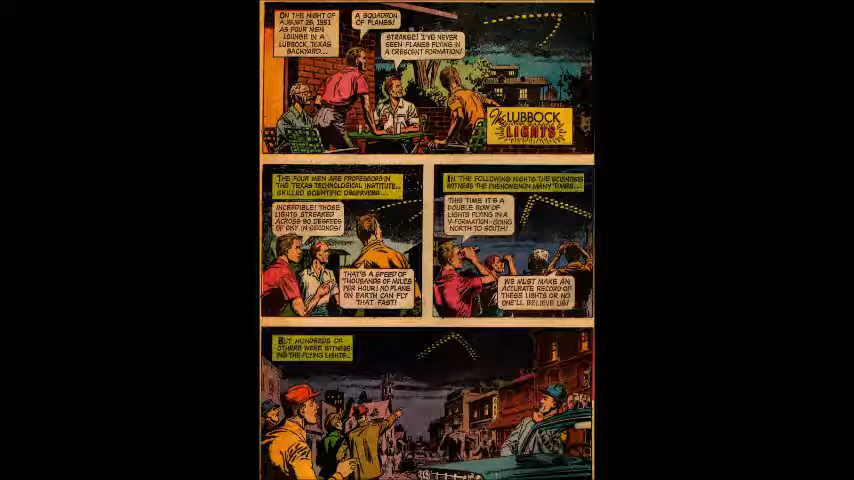 ON THE NIGHT OF
AUGUST 25, 1951
AS FOUR MEN
LOUNGE IN A
LUBBOCK, TEXAS
BACKYARD...
A SQUADRON
OF PLANES!
STRANGE! I'VE NEVER
SEEN PLANES FLYING IN
A CRESCENT FORMATION!
The LUBBOCK
LIGHTS
THE FOUR MEN ARE PROFESSORS IN
THE TEXAS TECHNOLOGICAL INSTITUTE...
SKILLED SCIENTIFIC OBSERVERS...
INCREDIBLE! THOSE
LIGHTS STREAKED
ACROSS 90 DEGREES
OF SKY IN SECONDS!
THAT'S A SPEED OF
THOUSANDS OF MILES
PER HOUR! NO PLANE
ON EARTH CAN FLY
THAT FAST!
IN THE FOLLOWING NIGHTS THE SCIENTISTS
WITNESS THE PHENOMENON MANY TIMES...
THIS TIME IT'S A
DOUBLE ROW OF
LIGHTS FLYING IN A
V-FORMATION - GOING
NORTH TO SOUTH!
WE MUST MAKE AN
ACCURATE RECORD OF
THESE LIGHTS OR NO
ONE'LL BELIEVE US!
BUT HUNDREDS OF
OTHERS WERE WITNESS-
ING THE FLYING LIGHTS.